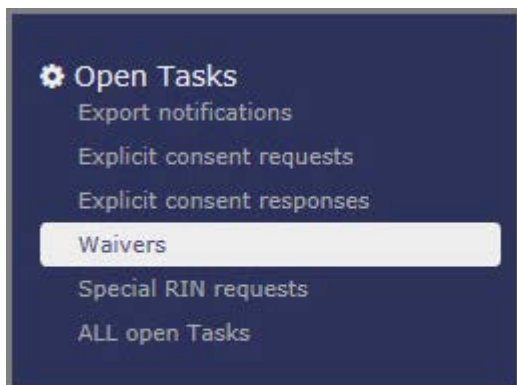 Open Tasks
Export notifications
Explicit consent requests
Explicit consent responses
Waivers
Special RIN requests
ALL open Tasks